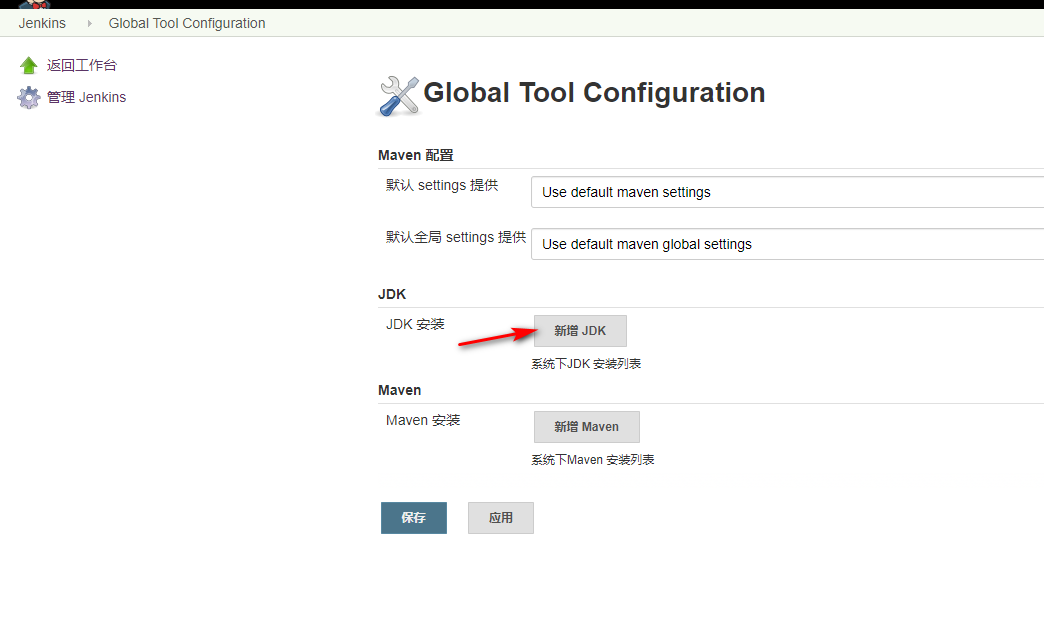 Jenkins Global Tool Configuration
返回工作台
管理 Jenkins
Global Tool Configuration
Maven 配置
默认 settings 提供 Use default maven settings
默认全局 settings 提供 Use default maven global settings
JDK
JDK 安装 新增 JDK
系统下JDK 安装列表
Maven
Maven 安装 新增 Maven
系统下Maven 安装列表
保存 应用